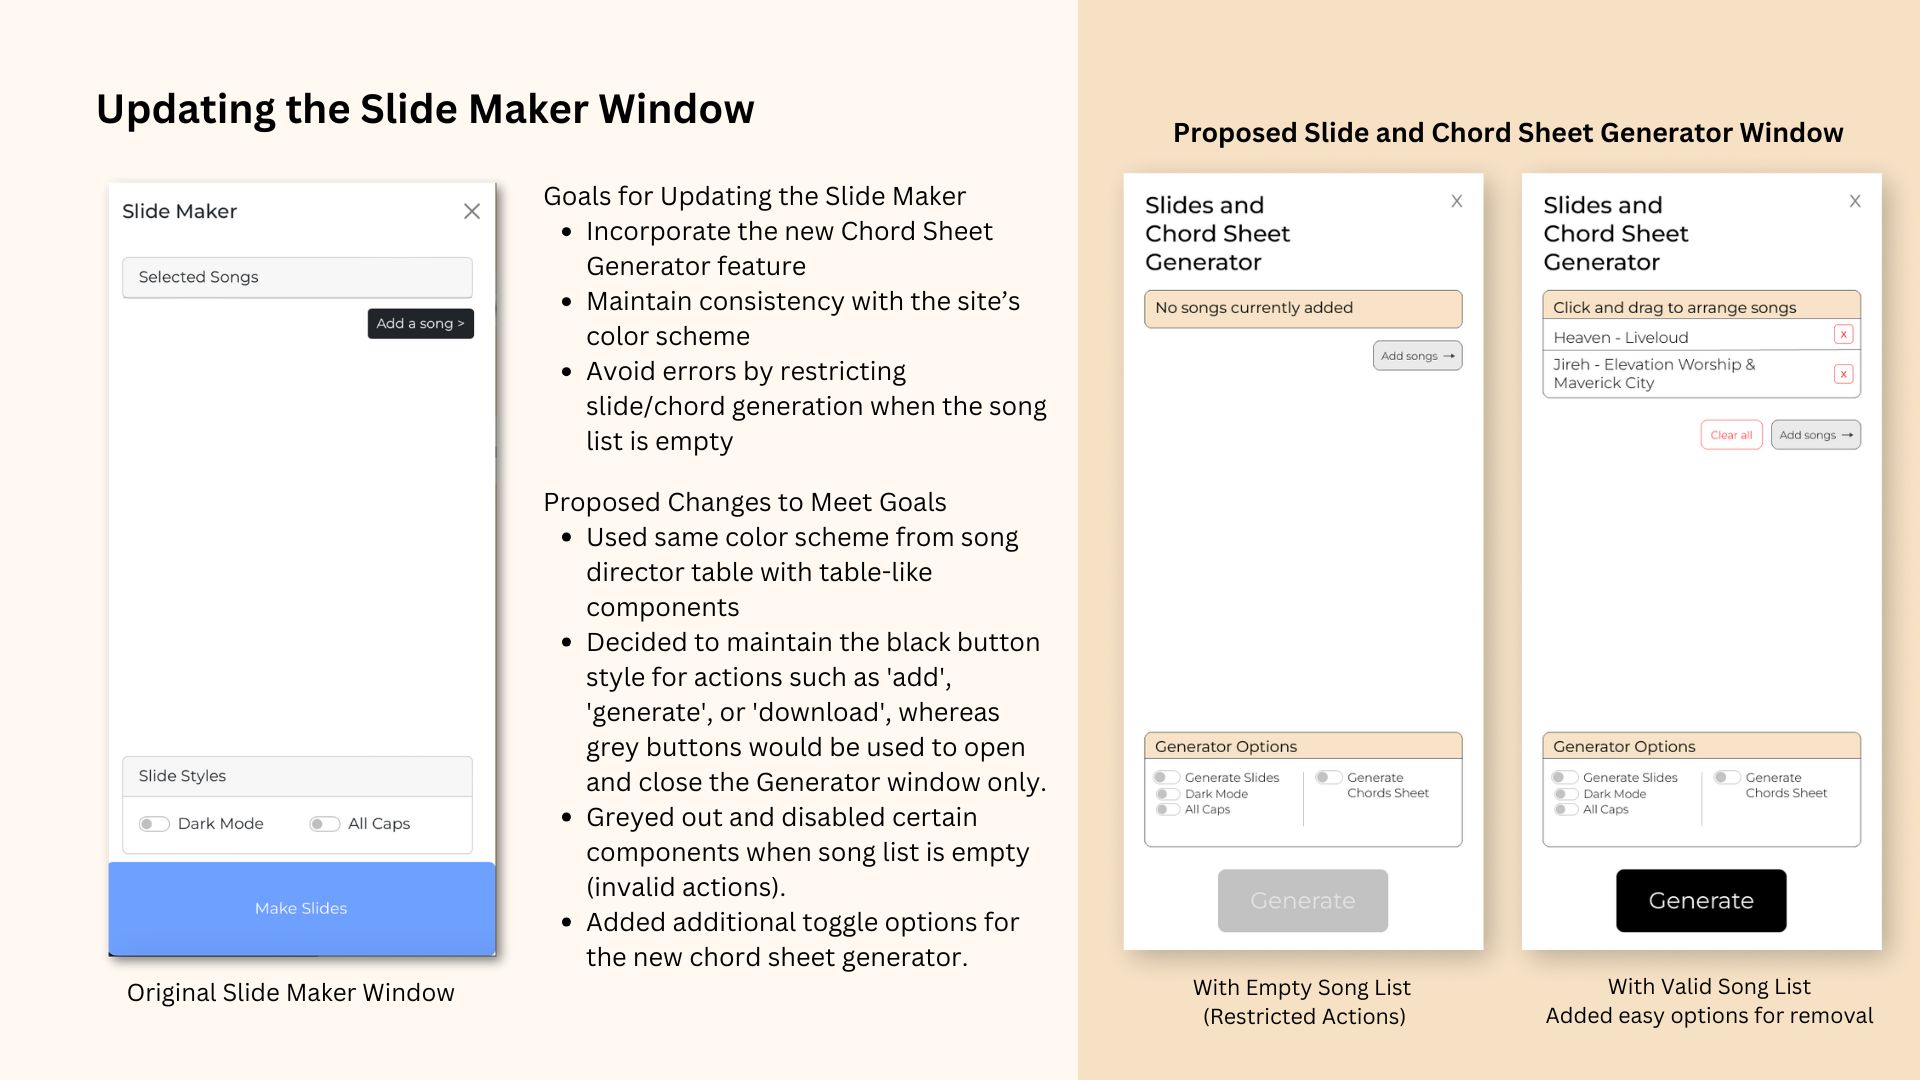 Updating the Slide Maker Window
Slide Maker
Selected Songs
Add a song >
Slide Styles
Dark Mode
All Caps
Make Slides
Original Slide Maker Window
Goals for Updating the Slide Maker
• Incorporate the new Chord Sheet
Generator feature
• Maintain consistency with the site’s
color scheme
• Avoid errors by restricting
slide/chord generation when the song
list is empty
Proposed Changes to Meet Goals
• Used same color scheme from song
director table with table-like
components
• Decided to maintain the black button
style for actions such as 'add',
'generate', or 'download', whereas
grey buttons would be used to open
and close the Generator window only.
• Greyed out and disabled certain
components when song list is empty
(invalid actions).
• Added additional toggle options for
the new chord sheet generator.
Proposed Slide and Chord Sheet Generator Window
Slides and
Chord Sheet
Generator
X
No songs currently added
Add songs →
Generator Options
Generate Slides
Dark Mode
All Caps
Generate
Chords Sheet
Generate
With Empty Song List
(Restricted Actions)
Slides and
Chord Sheet
Generator
X
Click and drag to arrange songs
Heaven - Liveloud
x
Jireh - Elevation Worship &
Maverick City
x
Clear all
Add songs →
Generator Options
Generate Slides
Dark Mode
All Caps
Generate
Chords Sheet
Generate
With Valid Song List
Added easy options for removal